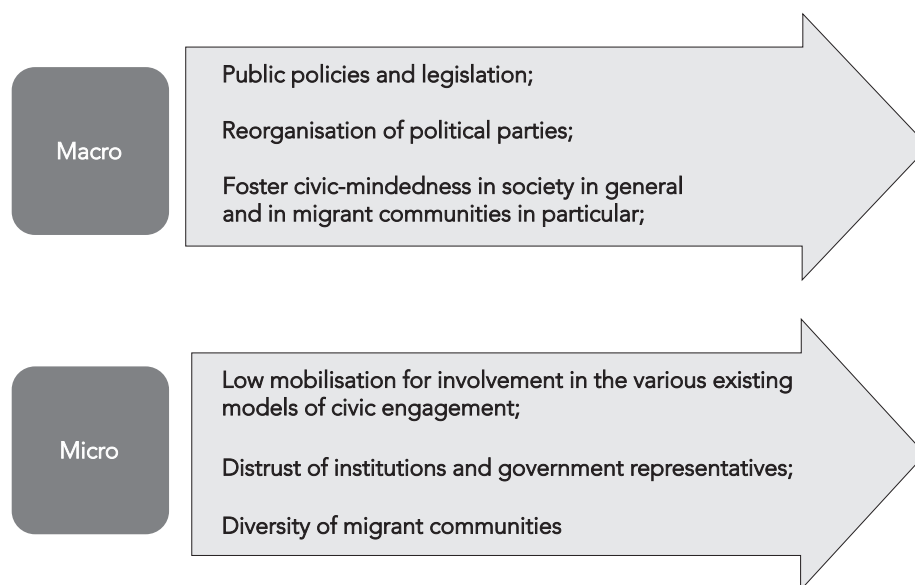 Macro
Public policies and legislation;
Reorganisation of political parties;
Foster civic-mindedness in society in general
and in migrant communities in particular;
Micro
Low mobilisation for involvement in the various existing
models of civic engagement;
Distrust of institutions and government representatives;
Diversity of migrant communities